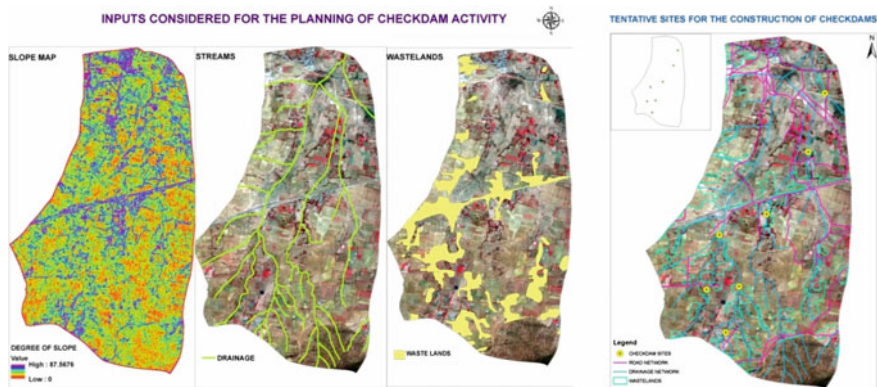 INPUTS CONSIDERED FOR THE PLANNING OF CHECKDAM ACTIVITY
SLOPE MAP
STREAMS
WASTELANDS
DEGREE OF SLOPE
Value
High : 87.5676
Low : 0
DRAINAGE
WASTE LANDS
TENTATIVE SITES FOR THE CONSTRUCTION OF CHECKDAMS
N
Legend
CHECKDAM SITES
ROAD NETWORK
DRAINAGE NETWORK
WASTELANDS